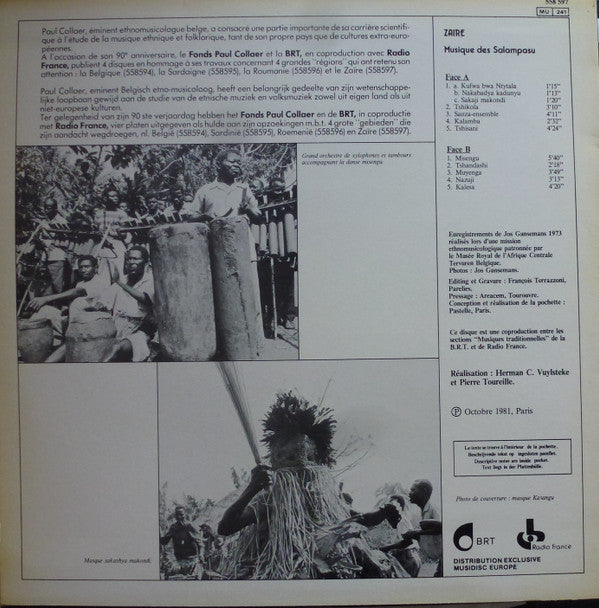 558 597
MU 241
Paul Collaer, éminent ethnomusicologue belge, a consacré une partie importante de sa carrière scientifi-
que à l'étude de la musique ethnique et folklorique, tant de son propre pays que de cultures extra-euro-
péennes.
A l'occasion de son 90e anniversaire, le Fonds Paul Collaer et la BRT, en coproduction avec Radio
France, publient 4 disques en hommage à ses travaux concernant 4 grandes "régions" qui ont retenu son
attention : la Belgique (558594), la Sardaigne (558595), la Roumanie (558596) et le Zaïre (558597).
Paul Collaer, eminent Belgisch etno-musicoloog, heeft een belangrijk gedeelte van zijn wetenschappe-
lijke loopbaan gewijd aan de studie van de etnische muziek en volksmuziek zowel uit eigen land als uit
niet-europese kulturen.
Ter gelegenheid van zijn 90 ste verjaardag hebben het Fonds Paul Collaer en de BRT, in coproductie
met Radio France, vier platen uitgegeven als hulde aan zijn opzoekingen m.b.t. 4 grote "gebieden" die
zijn aandacht wegdroegen, nl. België (558594), Sardinië (558595), Roemenië (558596) en Zaïre (558597).
Grand orchestre de xylophones et tambours
accompagnant la danse misengu
Masque sakashya mukondi.
ZAIRE
Musique des Salampasu
Face A
1. a. Kufwa bwa Ntytala 1'15"
b. Nakabadya kadunyu 1'13"
c. Sakaji makondi 1'20"
2. Tshikola 3'10"
3. Sanza-ensemble 4'11"
4. Kalumbu 2'32"
5. Tshisani 4'24"
Face B
1. Misengu 5'40"
2. Tshandashi 2'18"
3. Muyenga 3'49"
4. Nazuji 3'15"
5. Kalesa 4'20"
Enregistrements de Jos Gansemans 1973
réalisés lors d'une mission
ethnomusicologique patronnée par
le Musée Royal de l'Afrique Centrale
Tervuren Belgique.
Photos : Jos Gansemans.
Editing et Gravure : François Terrazzoni,
Parelies.
Pressage : Areacem, Tourouvre.
Conception et réalisation de la pochette :
Pastelle, Paris.
Ce disque est une coproduction entre les
sections "Musiques traditionnelles" de la
B.R.T. et de Radio France.
Réalisation : Herman C. Vuylsteke
et Pierre Toureille.
Ⓟ Octobre 1981, Paris
Le texte se trouve à l'intérieur de la pochette.
Beschrijvende tekst op ingesloten pamflet.
Descriptive notes are inside pocket.
Text liegt in der Plattenhülle.
Photo de couverture : masque Kasangu
BRT
Radio France
DISTRIBUTION EXCLUSIVE
MUSIDISC EUROPE